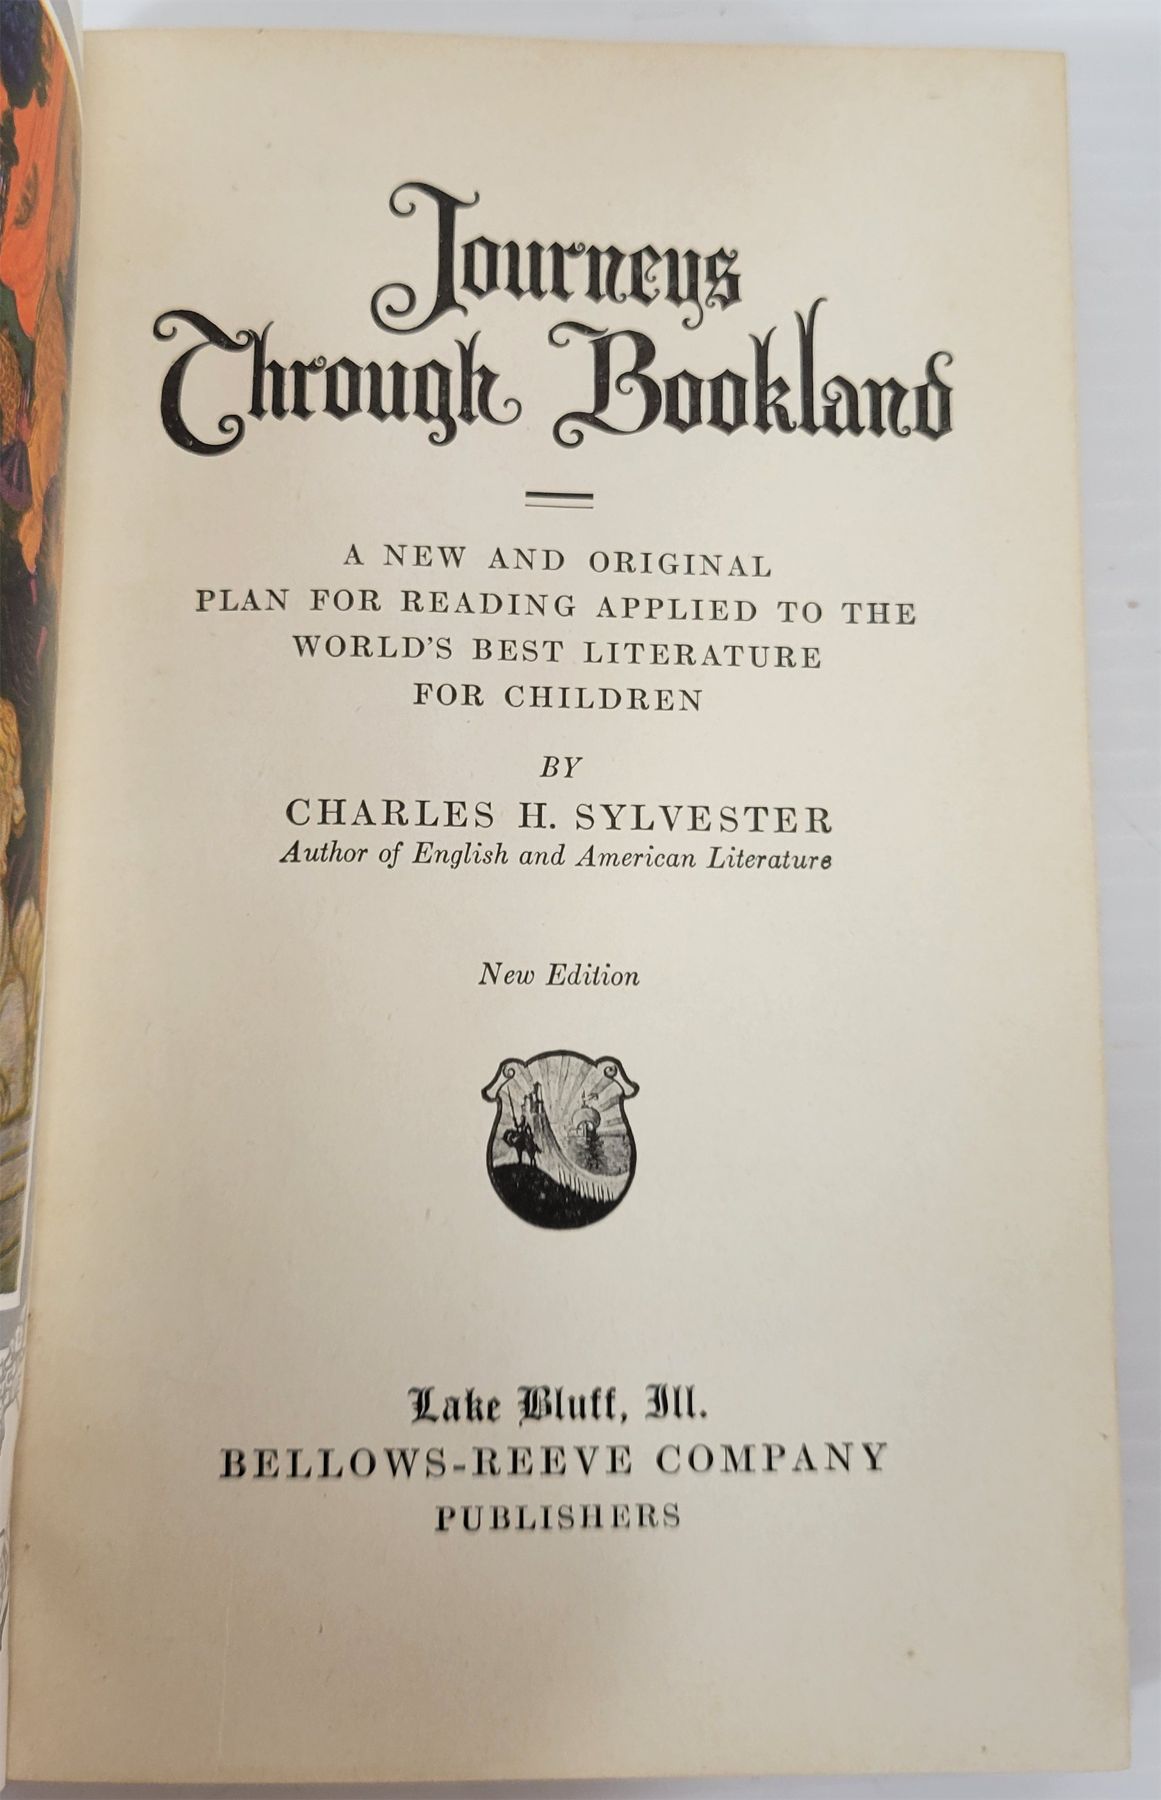 Journeys
Through Bookland
A NEW AND ORIGINAL
PLAN FOR READING APPLIED TO THE
WORLD'S BEST LITERATURE
FOR CHILDREN
BY
CHARLES H. SYLVESTER
Author of English and American Literature
New Edition
Lake Bluff, Ill.
BELLOWS-REEVE COMPANY
PUBLISHERS